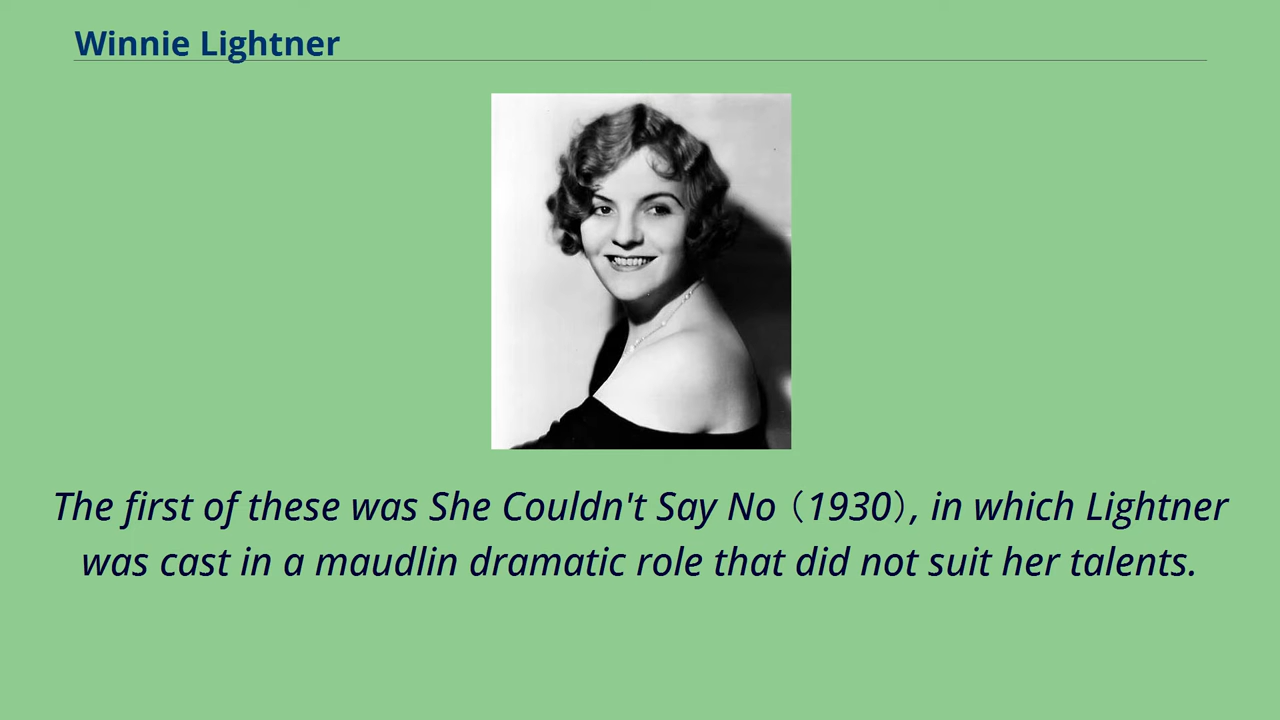 Winnie Lightner
The first of these was She Couldn't Say No（1930）, in which Lightner
was cast in a maudlin dramatic role that did not suit her talents.